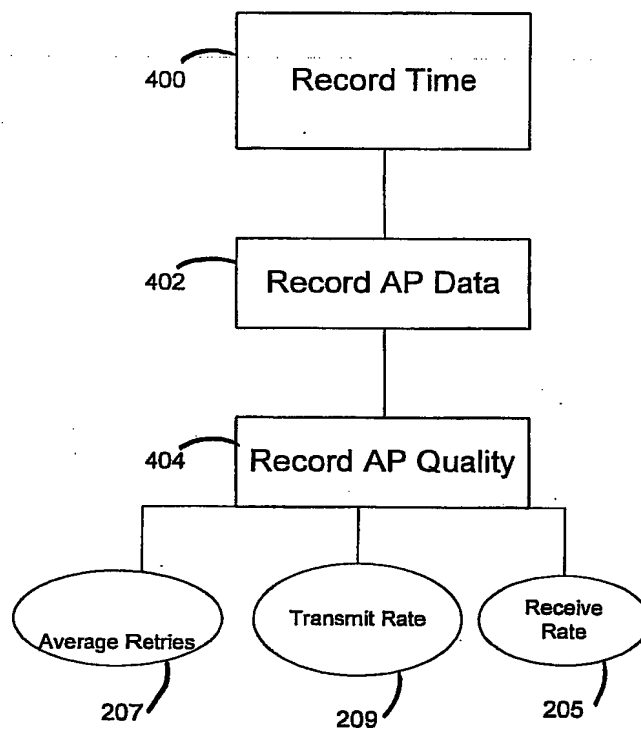 400
Record Time
402
Record AP Data
404
Record AP Quality
Average Retries
Transmit Rate
Receive
Rate
207
209
205